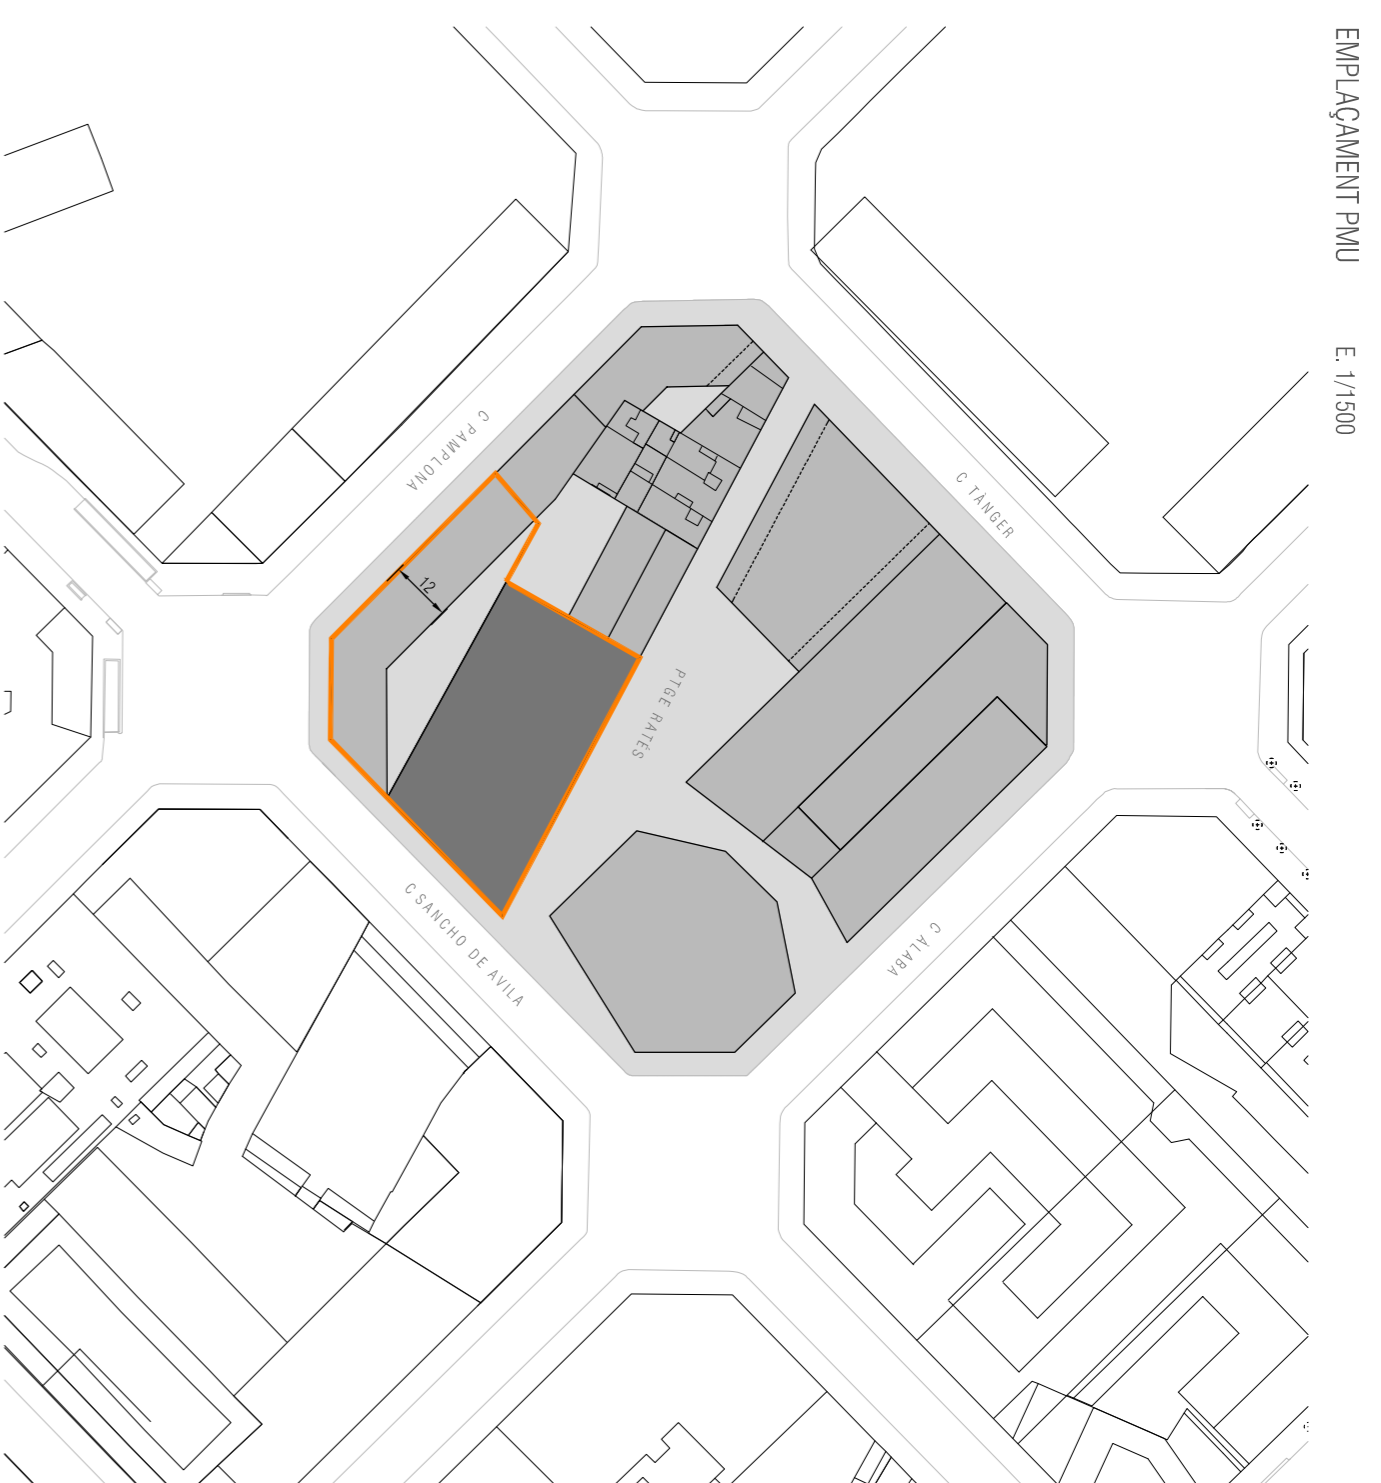 EMPLAÇAMENT PMU E. 1/1500
C PAMPLONA
C TÀNGER
12
PTGE RATÉS
C SANCHO DE AVILA
C ÀLABA